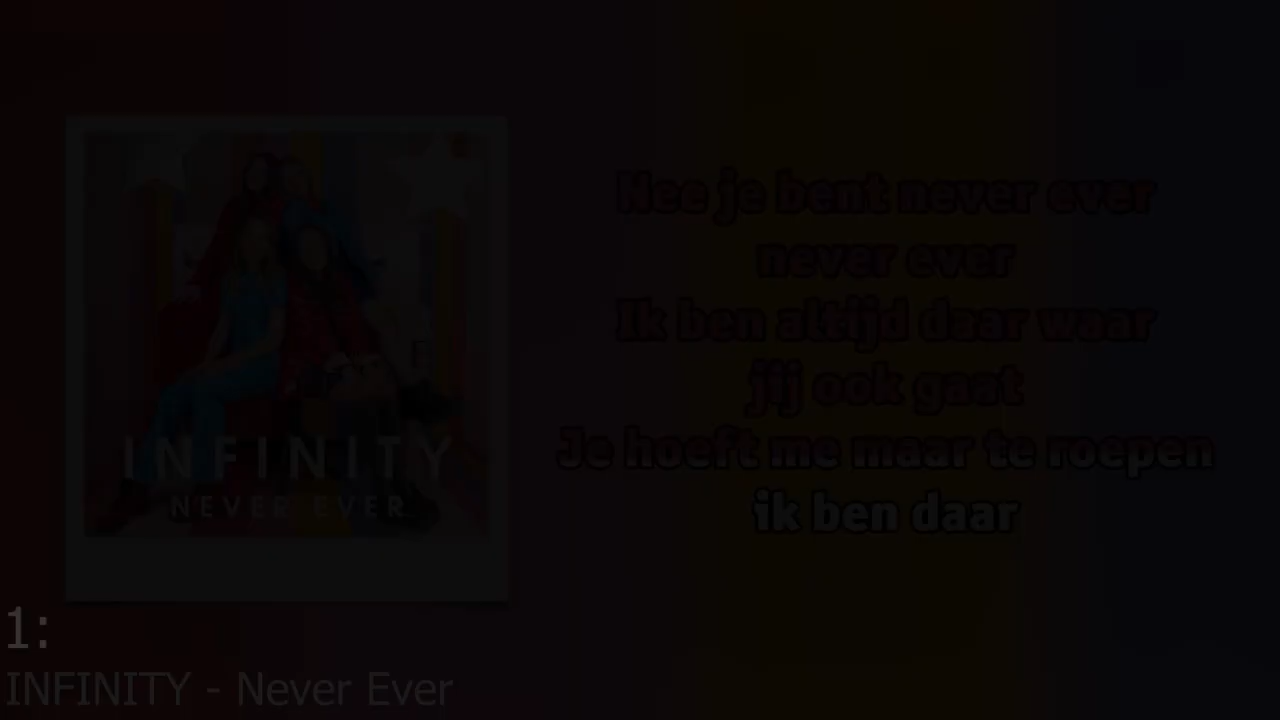 INFINITY
NEVER EVER
Nee je bent never ever
never ever
Ik ben altijd daar waar
jij ook gaat
Je hoeft me maar te roepen
ik ben daar
1:
INFINITY - Never Ever